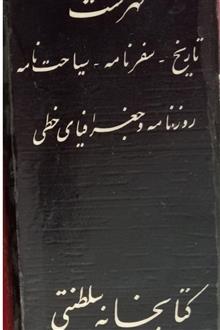 فهرست
تاریخ - سفرنامه - سیاحت نامه
روزنامه و جغرافیای خطی
کتابخانه سلطنتی